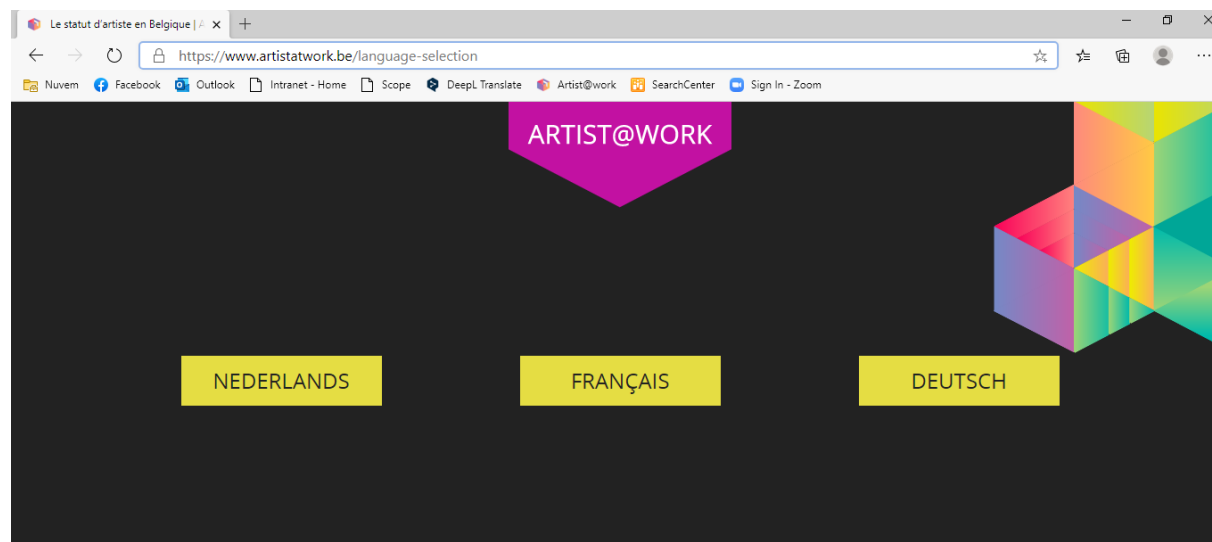 Le statut d'artiste en Belgique | A
https://www.artistatwork.be/language-selection
Nuvem Facebook Outlook Intranet - Home Scope DeepL Translate Artist@work SearchCenter Sign In - Zoom
ARTIST@WORK
NEDERLANDS FRANÇAIS DEUTSCH